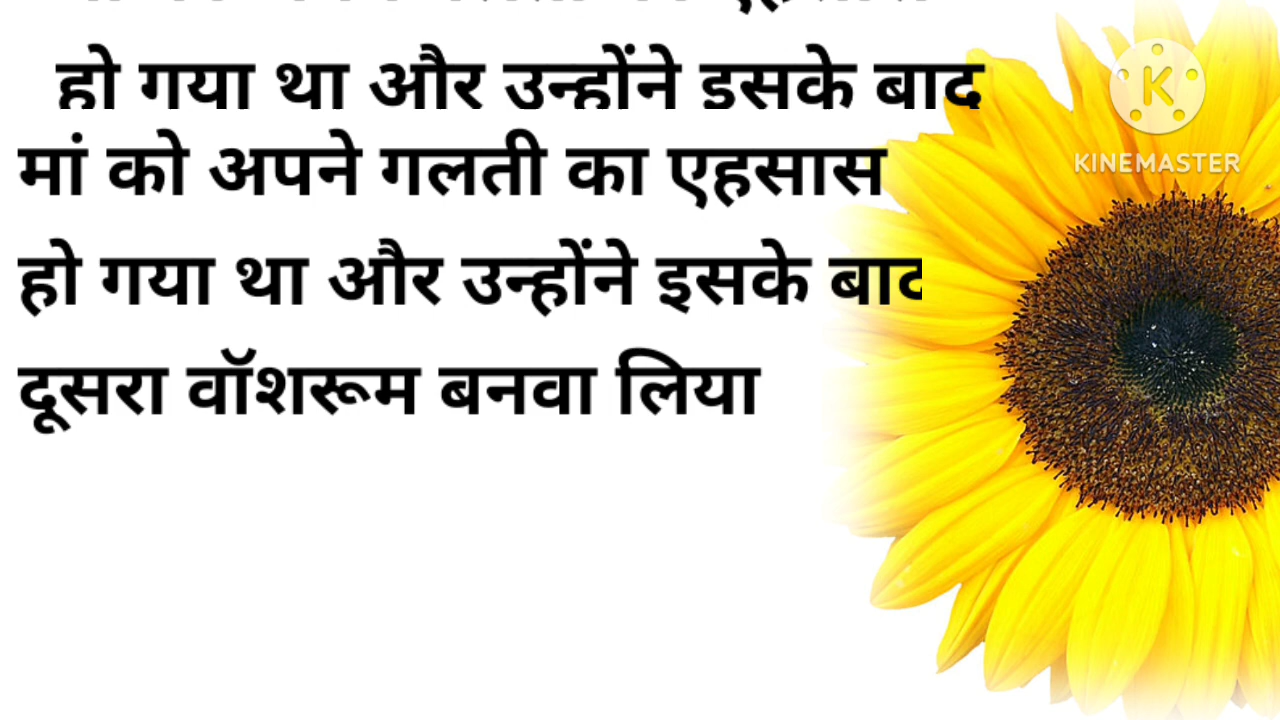 हो गया था और उन्होंने इसके बाद
मां को अपने गलती का एहसास
हो गया था और उन्होंने इसके बाद
दूसरा वॉशरूम बनवा लिया
K
KINEMASTER